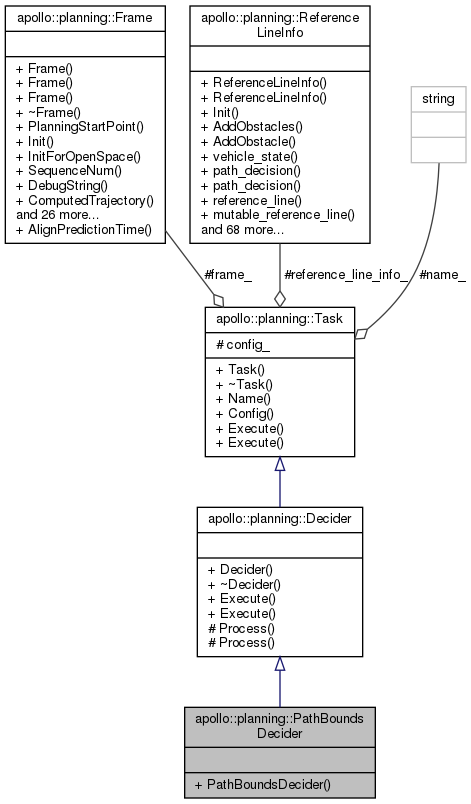 apollo::planning::Frame
+ Frame()
+ Frame()
+ Frame()
+ ~Frame()
+ PlanningStartPoint()
+ Init()
+ InitForOpenSpace()
+ SequenceNum()
+ DebugString()
+ ComputedTrajectory()
and 26 more...
+ AlignPredictionTime()
apollo::planning::Reference
LineInfo
+ ReferenceLineInfo()
+ ReferenceLineInfo()
+ Init()
+ AddObstacles()
+ AddObstacle()
+ vehicle_state()
+ path_decision()
+ path_decision()
+ reference_line()
+ mutable_reference_line()
and 68 more...
string
#frame_
#reference_line_info_
#name_
apollo::planning::Task
# config_
+ Task()
+ ~Task()
+ Name()
+ Config()
+ Execute()
+ Execute()
apollo::planning::Decider
+ Decider()
+ ~Decider()
+ Execute()
+ Execute()
# Process()
# Process()
apollo::planning::PathBounds
Decider
+ PathBoundsDecider()